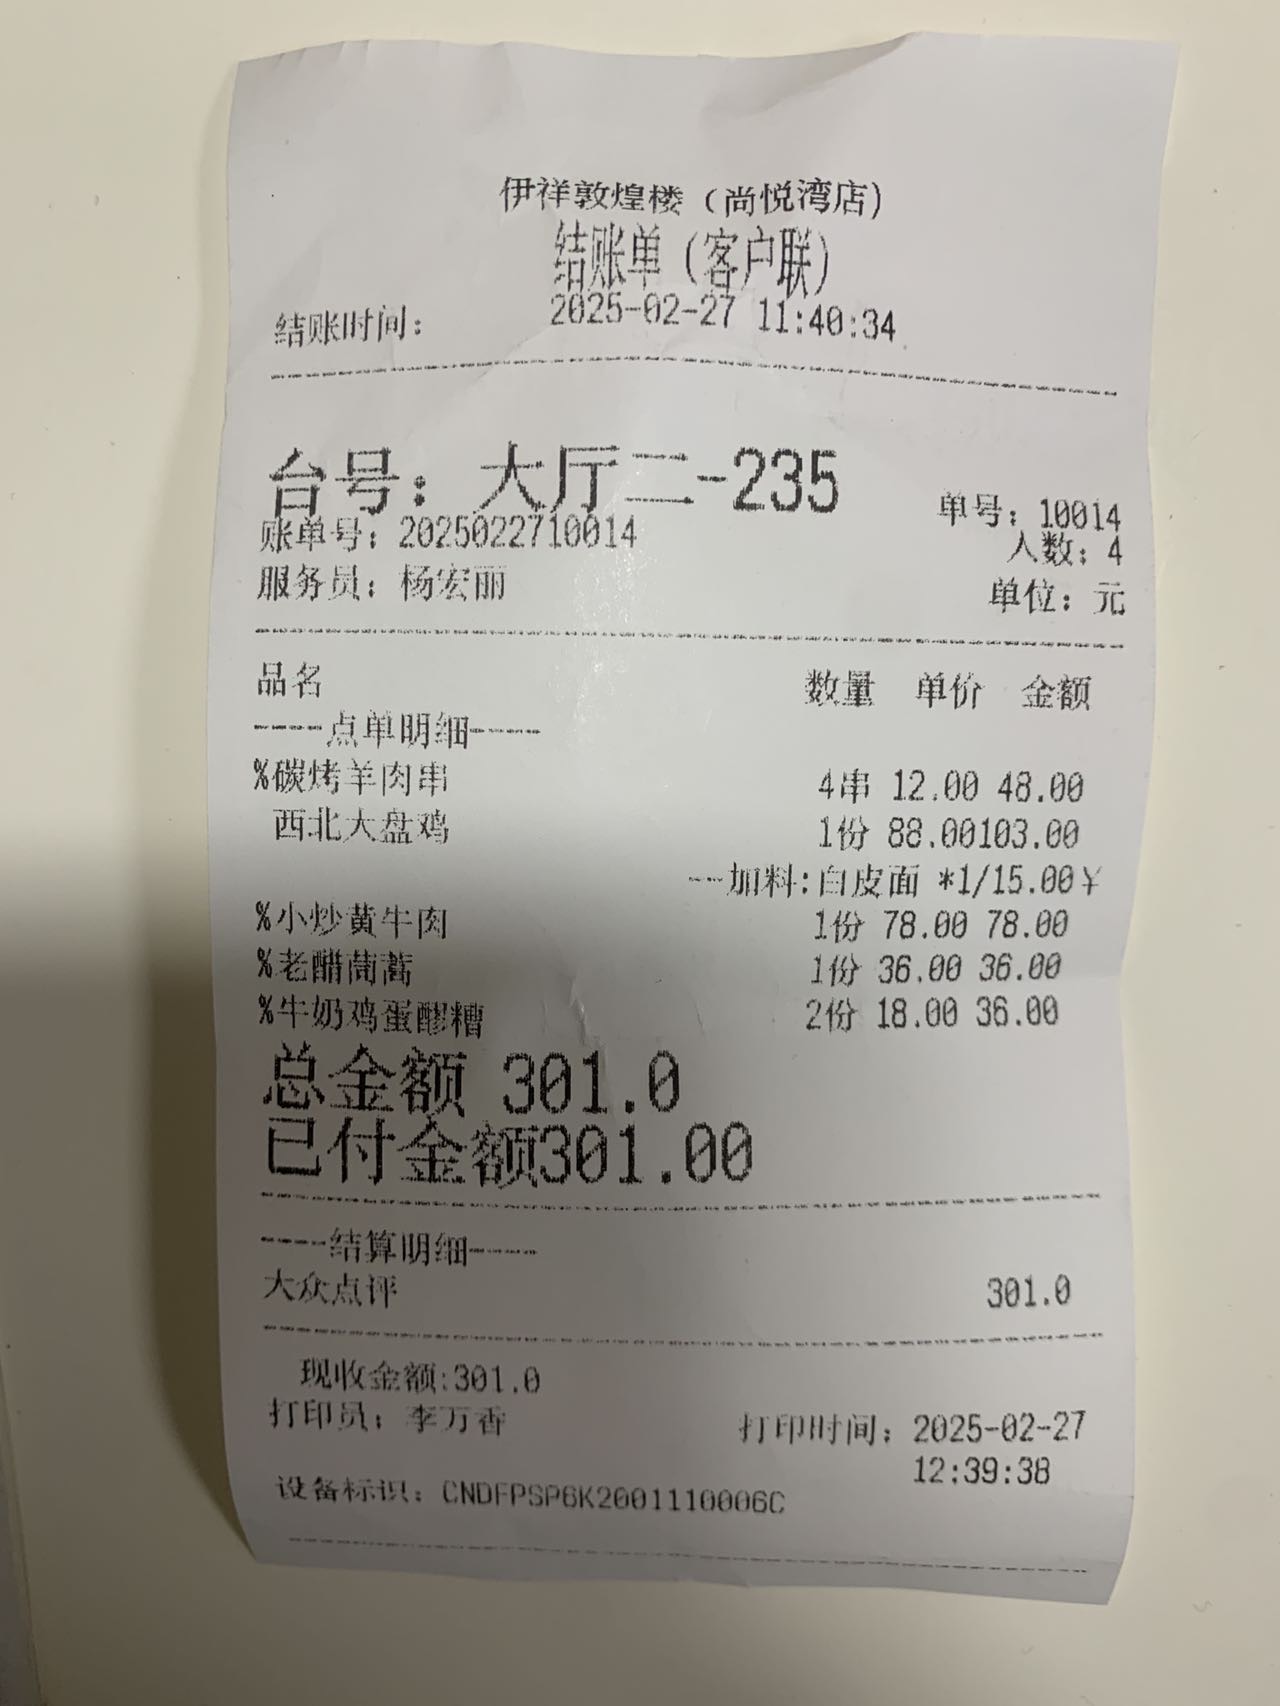 伊祥敦煌楼（尚悦湾店）
结账单（客户联）
结账时间： 2025-02-27 11:40:34
台号：大厅二-235
单号：10014
账单号：2025022710014
人数：4
服务员：杨宏丽
单位：元
品名 数量 单价 金额
----点单明细----
%碳烤羊肉串 4串 12.00 48.00
西北大盘鸡 1份 88.00103.00
--加料:白皮面 *1/15.00￥
%小炒黄牛肉 1份 78.00 78.00
%老醋茼蒿 1份 36.00 36.00
%牛奶鸡蛋醪糟 2份 18.00 36.00
总金额 301.0
已付金额301.00
----结算明细----
大众点评 301.0
现收金额:301.0
打印员：李万香 打印时间：2025-02-27
12:39:38
设备标识：CNDFPSP6K2001110006C